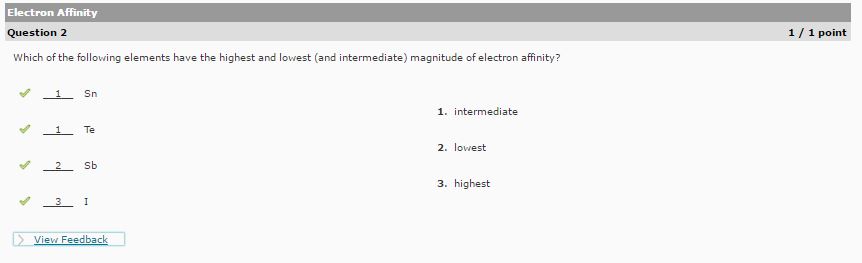 Electron Affinity
Question 2 1 / 1 point
Which of the following elements have the highest and lowest (and intermediate) magnitude of electron affinity?
1 Sn
1. intermediate
1 Te
2. lowest
2 Sb
3. highest
3 I
View Feedback